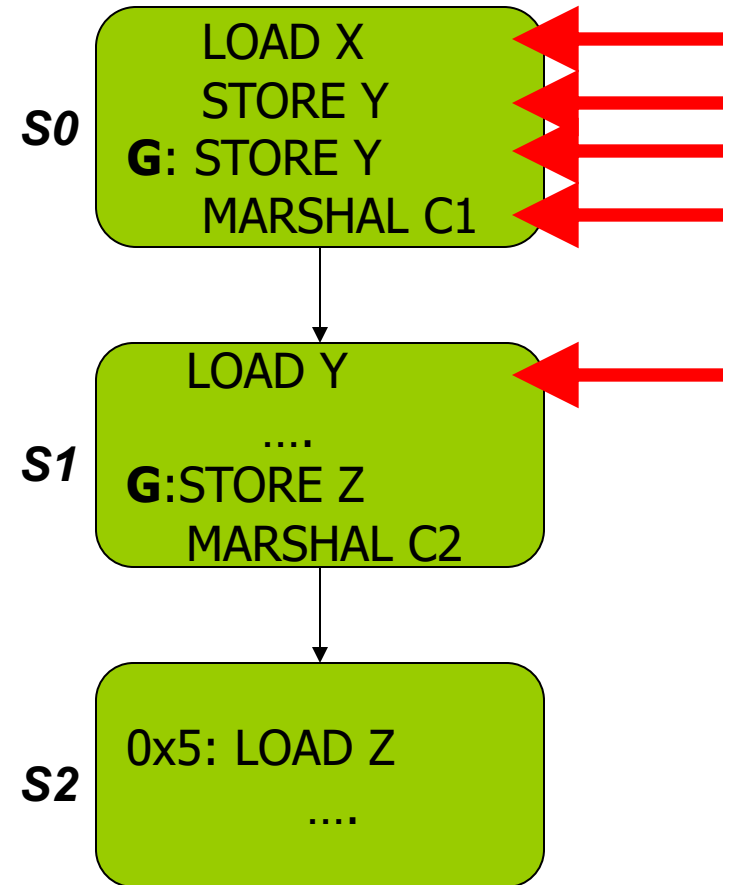 S0
LOAD X
STORE Y
G: STORE Y
MARSHAL C1
S1
LOAD Y
....
G:STORE Z
MARSHAL C2
S2
0x5: LOAD Z
....